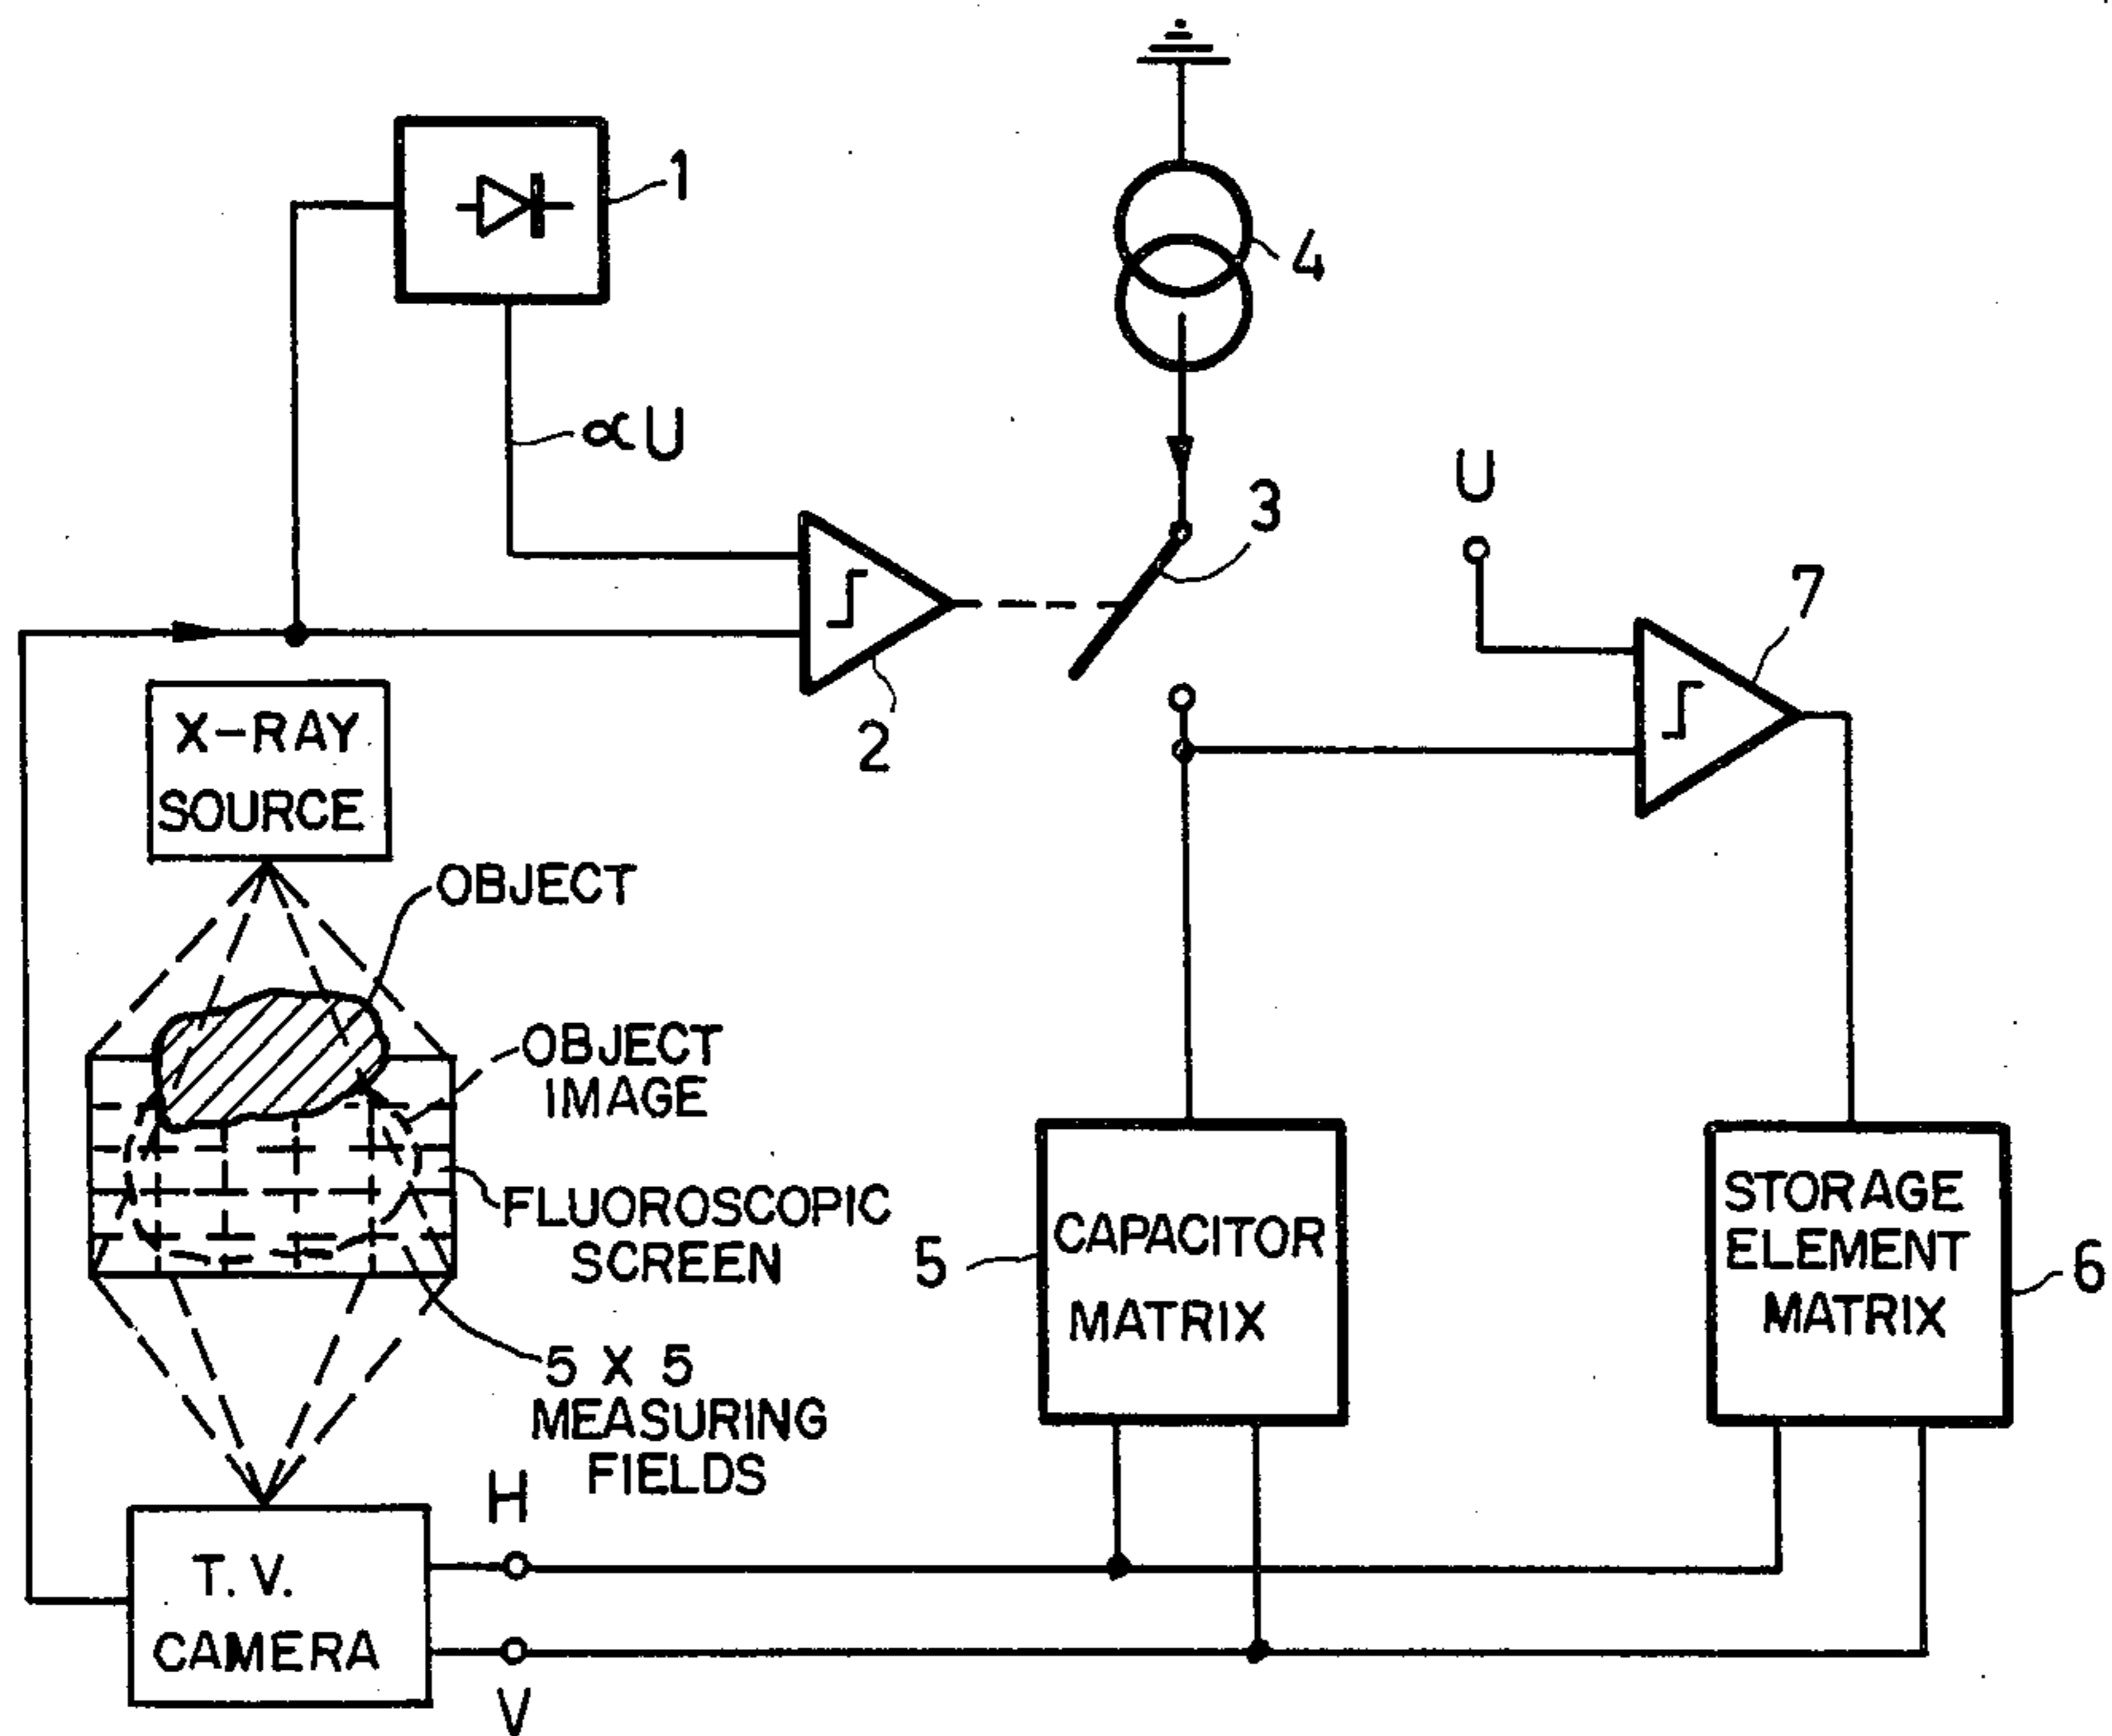 1
4
∝U
3
U
7
2
X-RAY
SOURCE
OBJECT
OBJECT
IMAGE
FLUOROSCOPIC
SCREEN
5
CAPACITOR
MATRIX
STORAGE
ELEMENT
MATRIX
6
5 X 5
MEASURING
FIELDS
H
T. V.
CAMERA
V